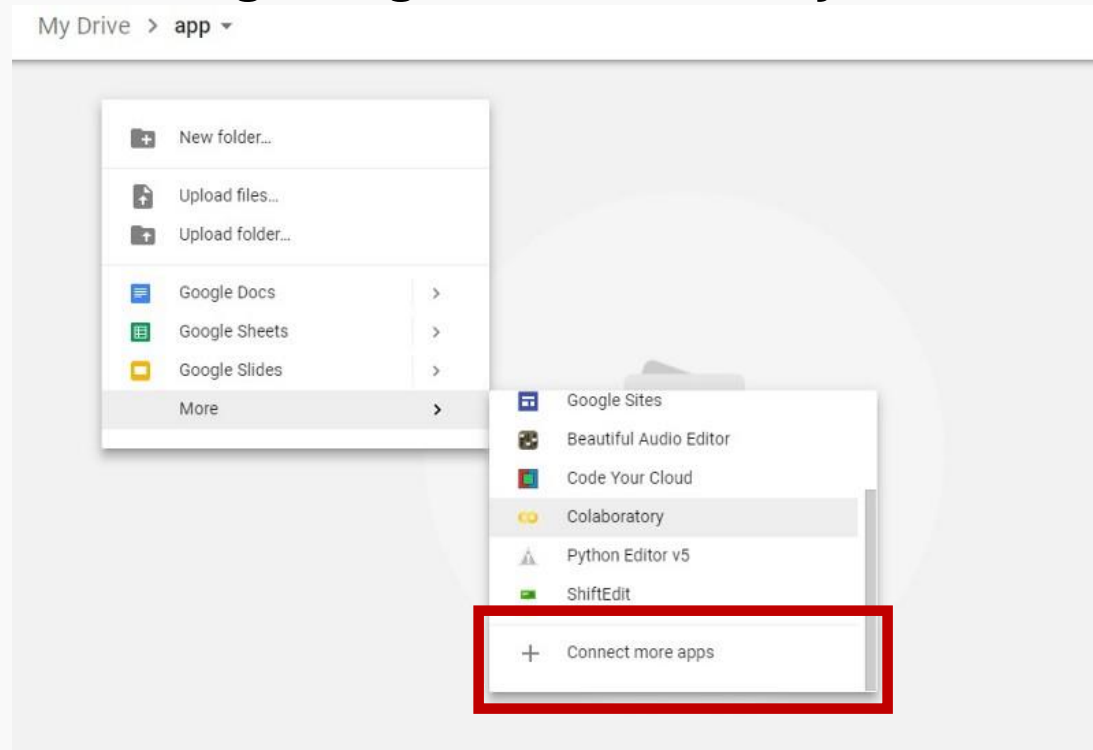 My Drive > app
New folder...
Upload files...
Upload folder...
Google Docs >
Google Sheets >
Google Slides >
More >
Google Sites
Beautiful Audio Editor
Code Your Cloud
Colaboratory
Python Editor v5
ShiftEdit
+ Connect more apps